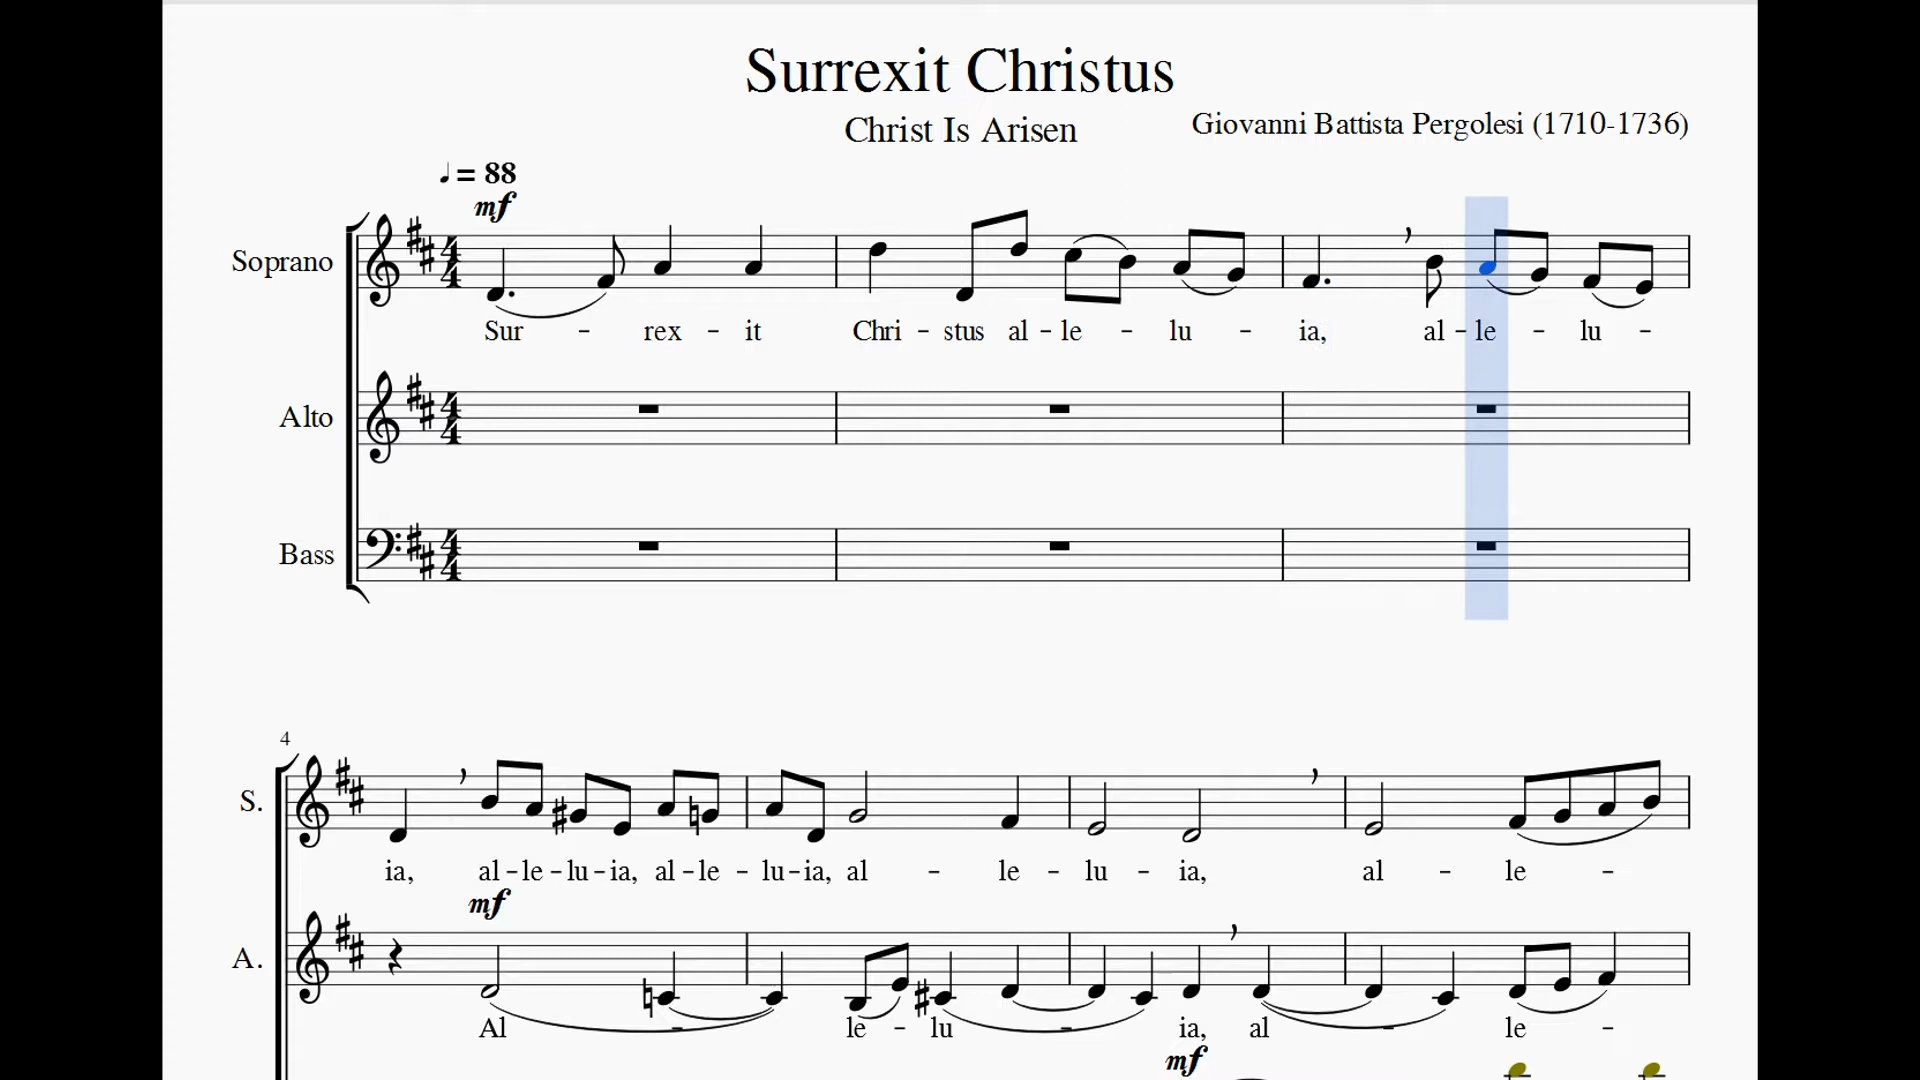 Surrexit Christus
Christ Is Arisen
Giovanni Battista Pergolesi (1710-1736)
♩= 88
mf
Soprano
Sur - rex - it Chri - stus al - le - lu - ia, al - le - lu -
Alto
Bass
4
S.
ia, al - le - lu - ia, al - le - lu - ia, al - le - lu - ia, al - le -
mf
A.
Al - le - lu - ia, al - le -
mf